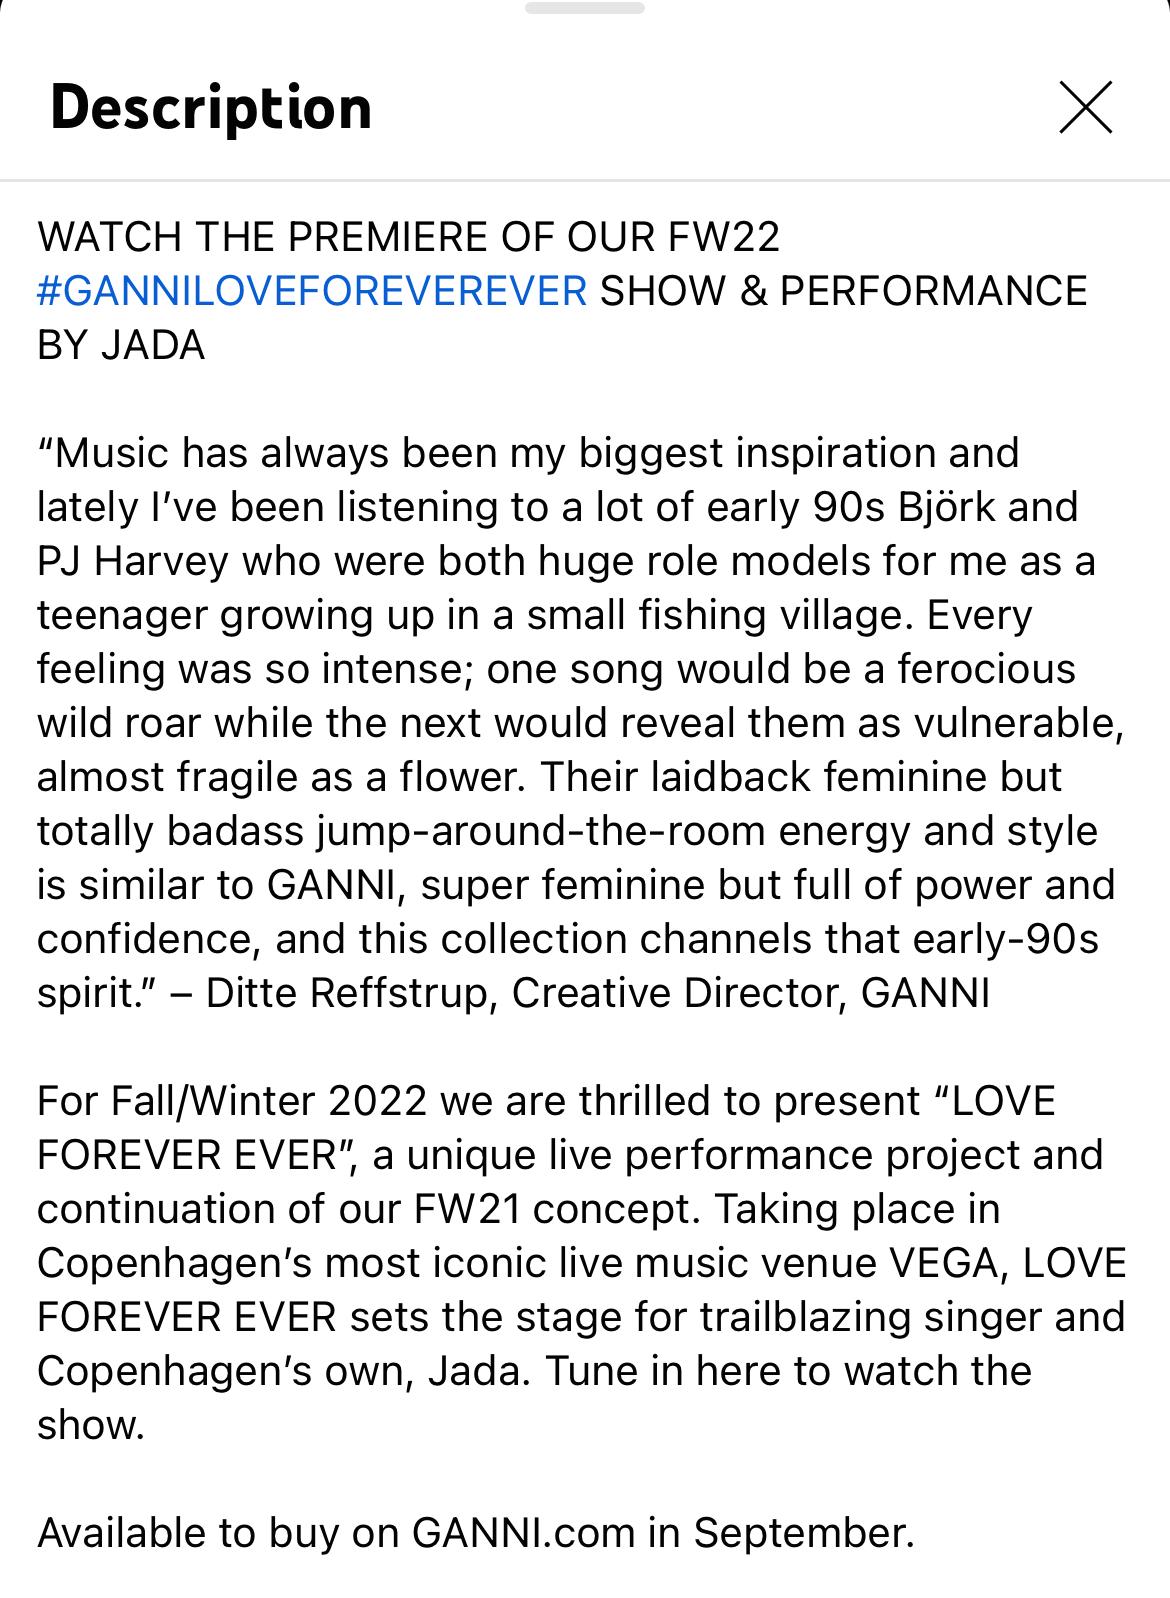 Description
WATCH THE PREMIERE OF OUR FW22
#GANNILOVEFOREVEREVER SHOW & PERFORMANCE
BY JADA
“Music has always been my biggest inspiration and
lately I’ve been listening to a lot of early 90s Björk and
PJ Harvey who were both huge role models for me as a
teenager growing up in a small fishing village. Every
feeling was so intense; one song would be a ferocious
wild roar while the next would reveal them as vulnerable,
almost fragile as a flower. Their laidback feminine but
totally badass jump-around-the-room energy and style
is similar to GANNI, super feminine but full of power and
confidence, and this collection channels that early-90s
spirit.” – Ditte Reffstrup, Creative Director, GANNI
For Fall/Winter 2022 we are thrilled to present “LOVE
FOREVER EVER”, a unique live performance project and
continuation of our FW21 concept. Taking place in
Copenhagen’s most iconic live music venue VEGA, LOVE
FOREVER EVER sets the stage for trailblazing singer and
Copenhagen’s own, Jada. Tune in here to watch the
show.
Available to buy on GANNI.com in September.